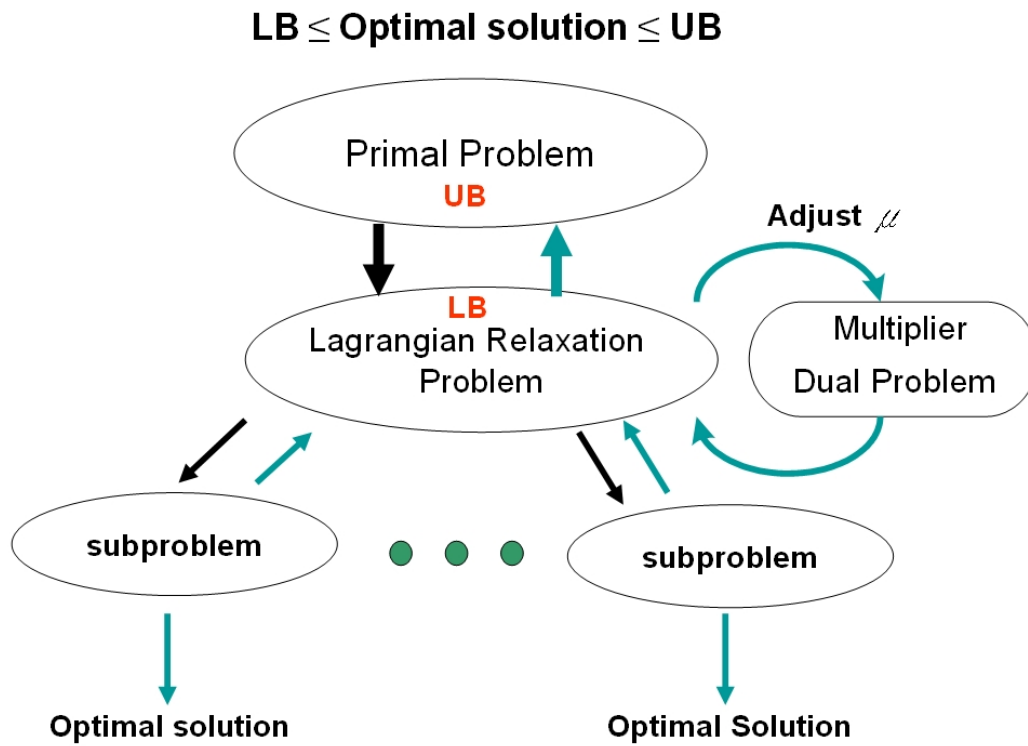 LB ≤ Optimal solution ≤ UB
Primal Problem
UB
Adjust μ
LB
Lagrangian Relaxation
Problem
Multiplier
Dual Problem
subproblem
subproblem
Optimal solution
Optimal Solution